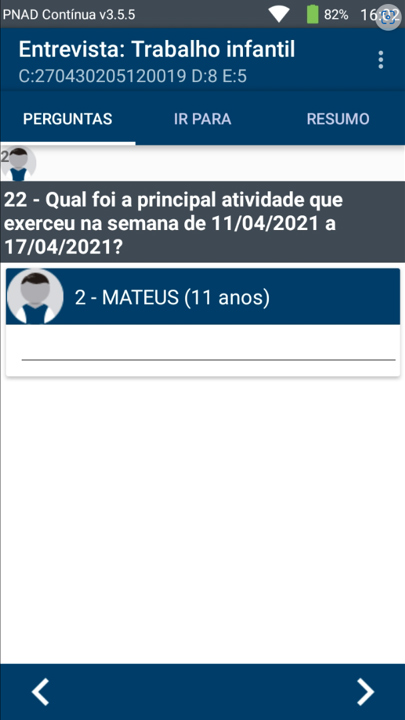 PNAD Contínua v3.5.5
82%
Entrevista: Trabalho infantil
C:270430205120019 D:8 E:5
PERGUNTAS IR PARA RESUMO
2
22 - Qual foi a principal atividade que
exerceu na semana de 11/04/2021 a
17/04/2021?
2 - MATEUS (11 anos)